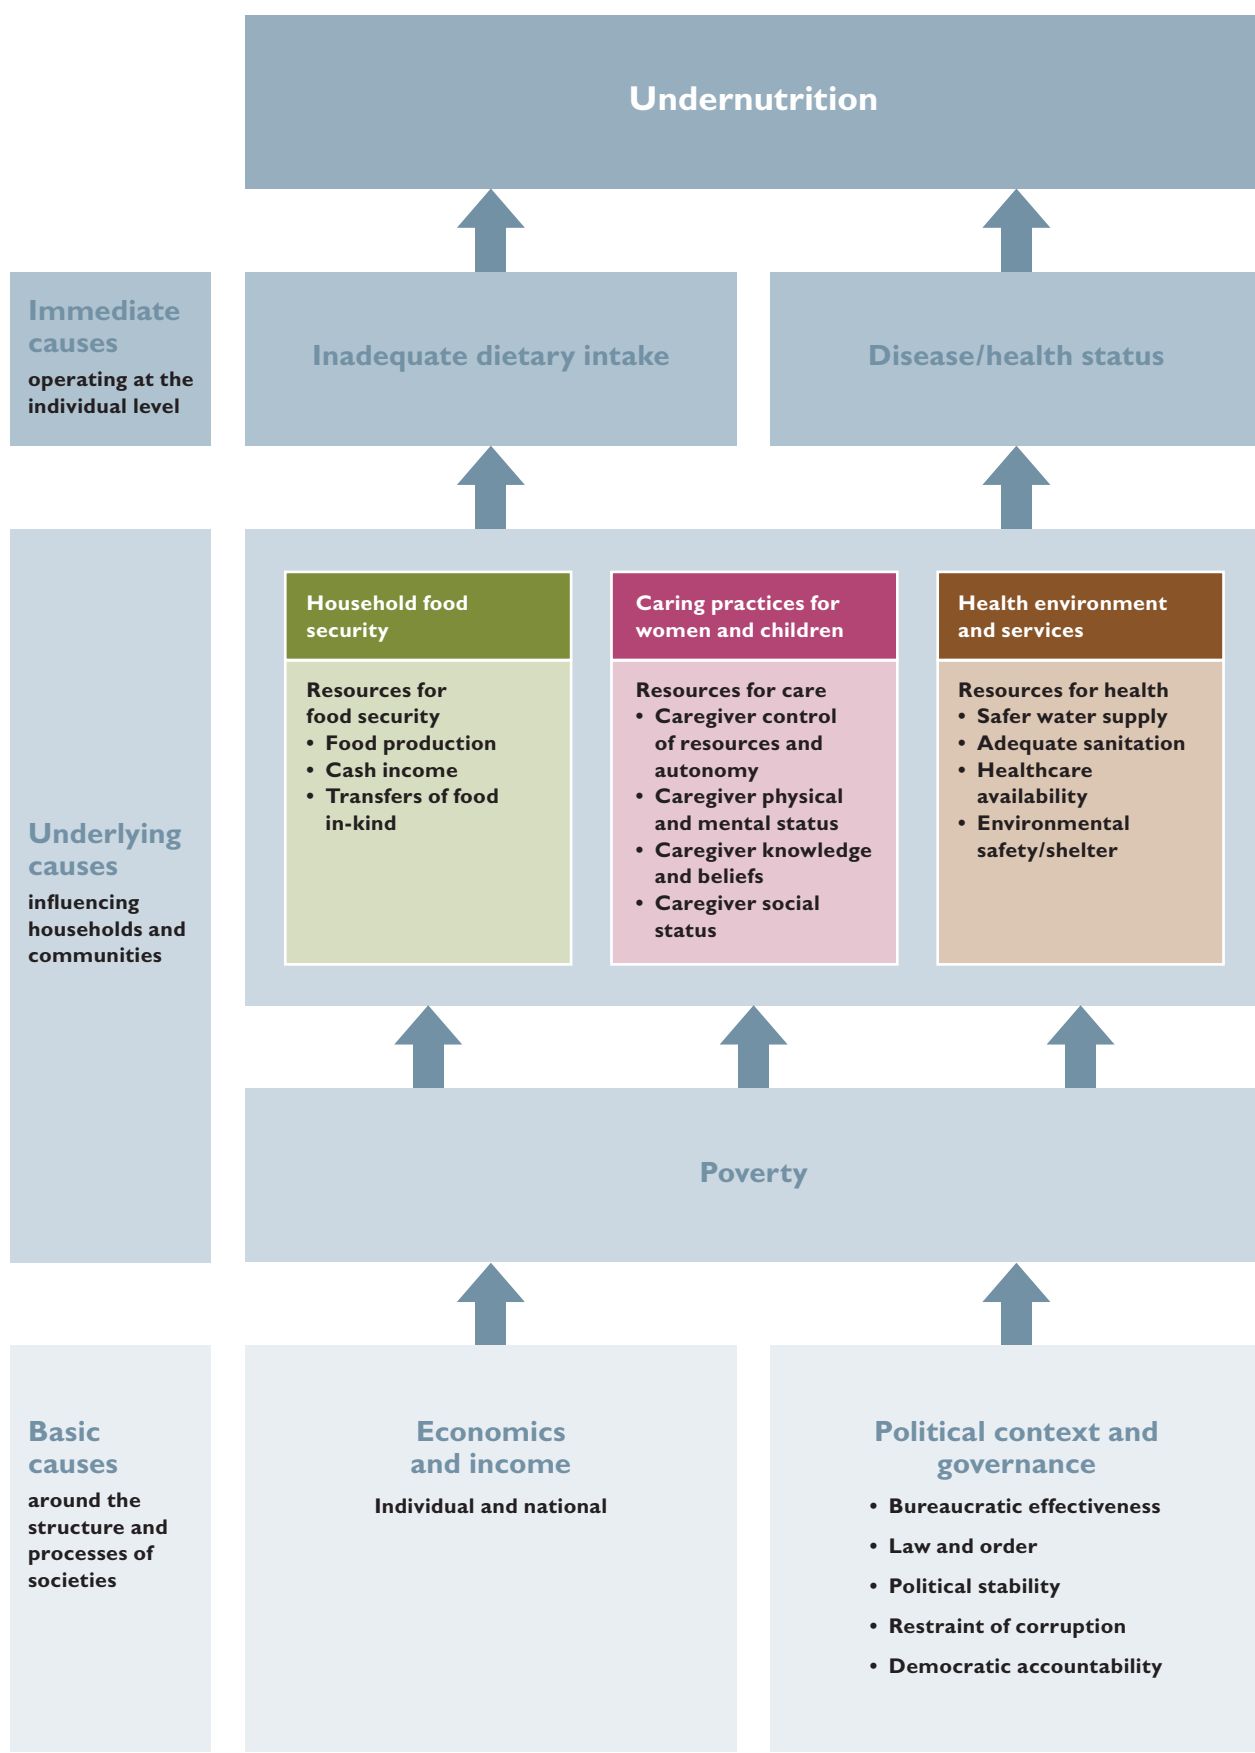 Undernutrition
Immediate
causes
operating at the
individual level
Inadequate dietary intake
Disease/health status
Underlying
causes
influencing
households and
communities
Household food
security
Resources for
food security
• Food production
• Cash income
• Transfers of food
in-kind
Caring practices for
women and children
Resources for care
• Caregiver control
of resources and
autonomy
• Caregiver physical
and mental status
• Caregiver knowledge
and beliefs
• Caregiver social
status
Health environment
and services
Resources for health
• Safer water supply
• Adequate sanitation
• Healthcare
availability
• Environmental
safety/shelter
Poverty
Basic
causes
around the
structure and
processes of
societies
Economics
and income
Individual and national
Political context and
governance
• Bureaucratic effectiveness
• Law and order
• Political stability
• Restraint of corruption
• Democratic accountability